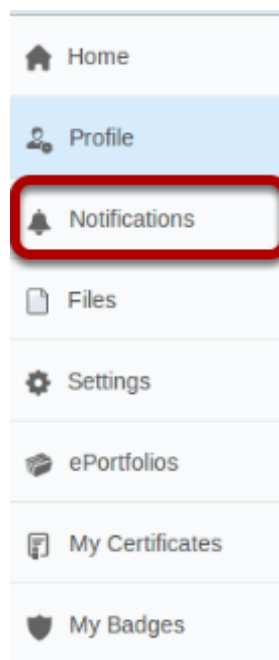 Home
Profile
Notifications
Files
Settings
ePortfolios
My Certificates
My Badges